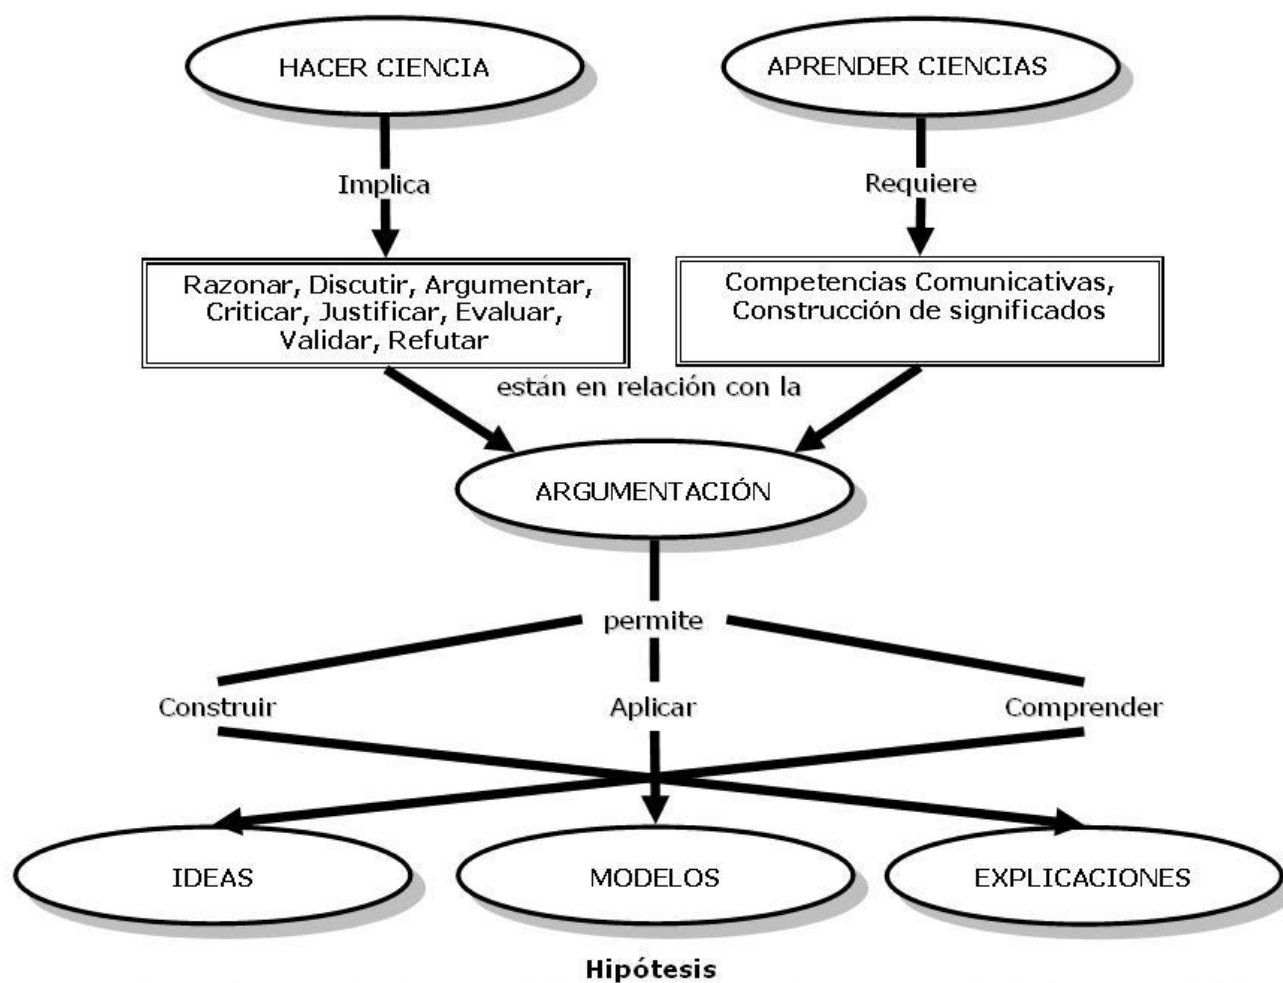 HACER CIENCIA
APRENDER CIENCIAS
Implica
Requiere
Razonar, Discutir, Argumentar,
Criticar, Justificar, Evaluar,
Validar, Refutar
Competencias Comunicativas,
Construcción de significados
están en relación con la
ARGUMENTACIÓN
permite
Construir
Aplicar
Comprender
IDEAS
MODELOS
EXPLICACIONES
Hipótesis